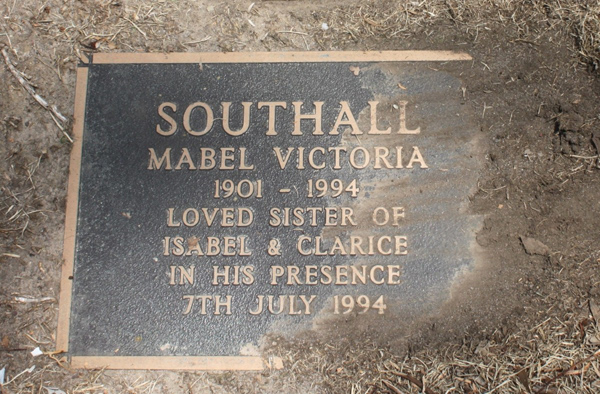 SOUTHALL
MABEL VICTORIA
1901 - 1994
LOVED SISTER OF
ISABEL & CLARICE
IN HIS PRESENCE
7TH JULY 1994